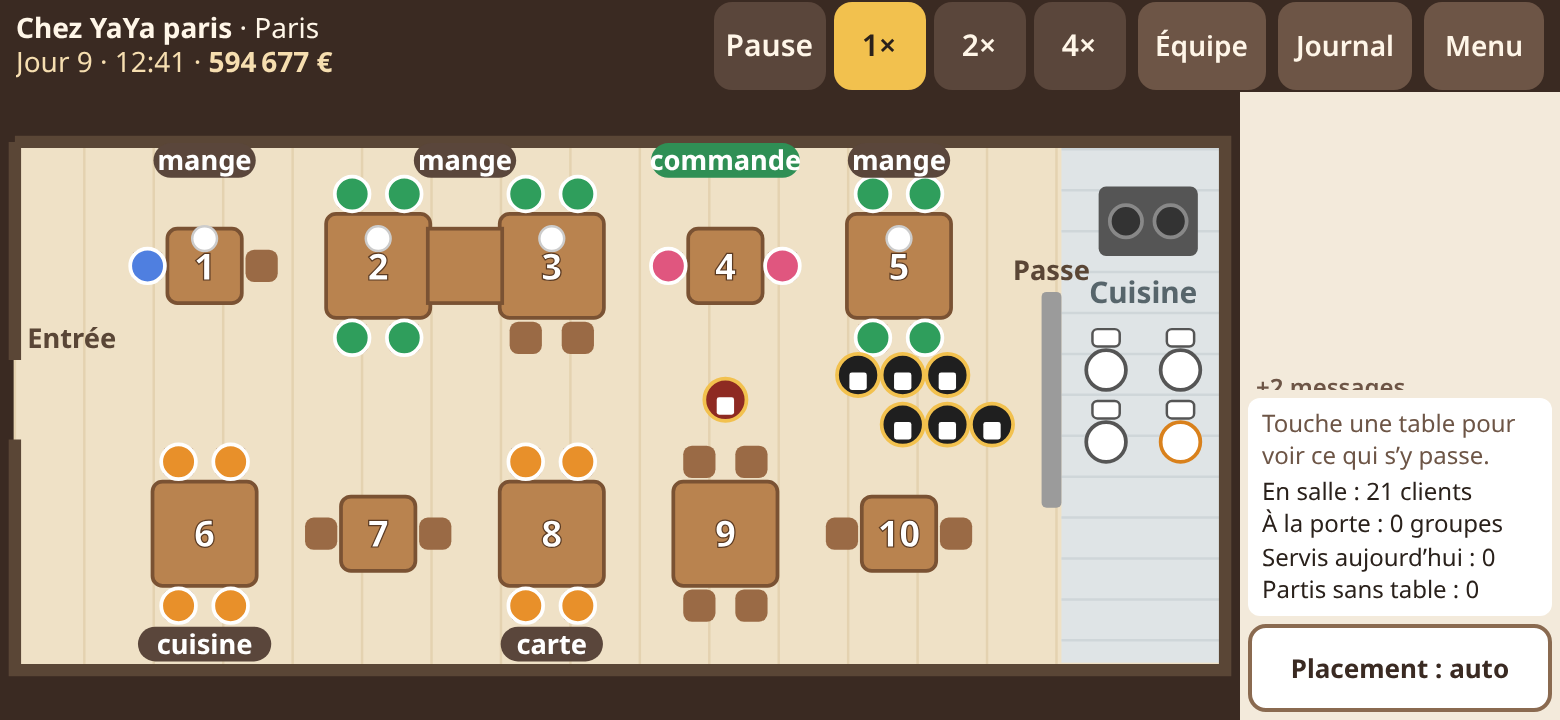 Chez YaYa paris · Paris
Jour 9 · 12:41 · 594 677 €
Pause
1×
2×
4×
Équipe
Journal
Menu
mange
mange
commande
mange
1
2
3
4
5
Passe
Cuisine
Entrée
6
7
8
9
10
cuisine
carte
+2 messages
Touche une table pour
voir ce qui s’y passe.
En salle : 21 clients
À la porte : 0 groupes
Servis aujourd’hui : 0
Partis sans table : 0
Placement : auto